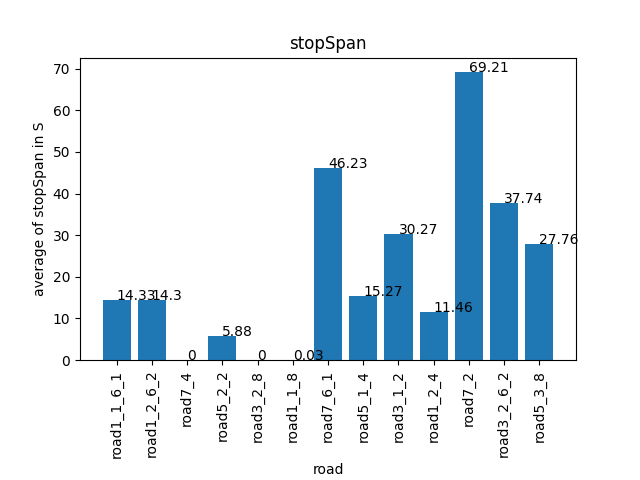 stopSpan
average of stopSpan in S
70
60
50
40
30
20
10
0
14.33
14.3
0
5.88
0
0.03
46.23
15.27
30.27
11.46
69.21
37.74
27.76
road1_1_6_1
road1_2_6_2
road7_4
road5_2_2
road3_2_8
road1_1_8
road7_6_1
road5_1_4
road3_1_2
road1_2_4
road7_2
road3_2_6_2
road5_3_8
road